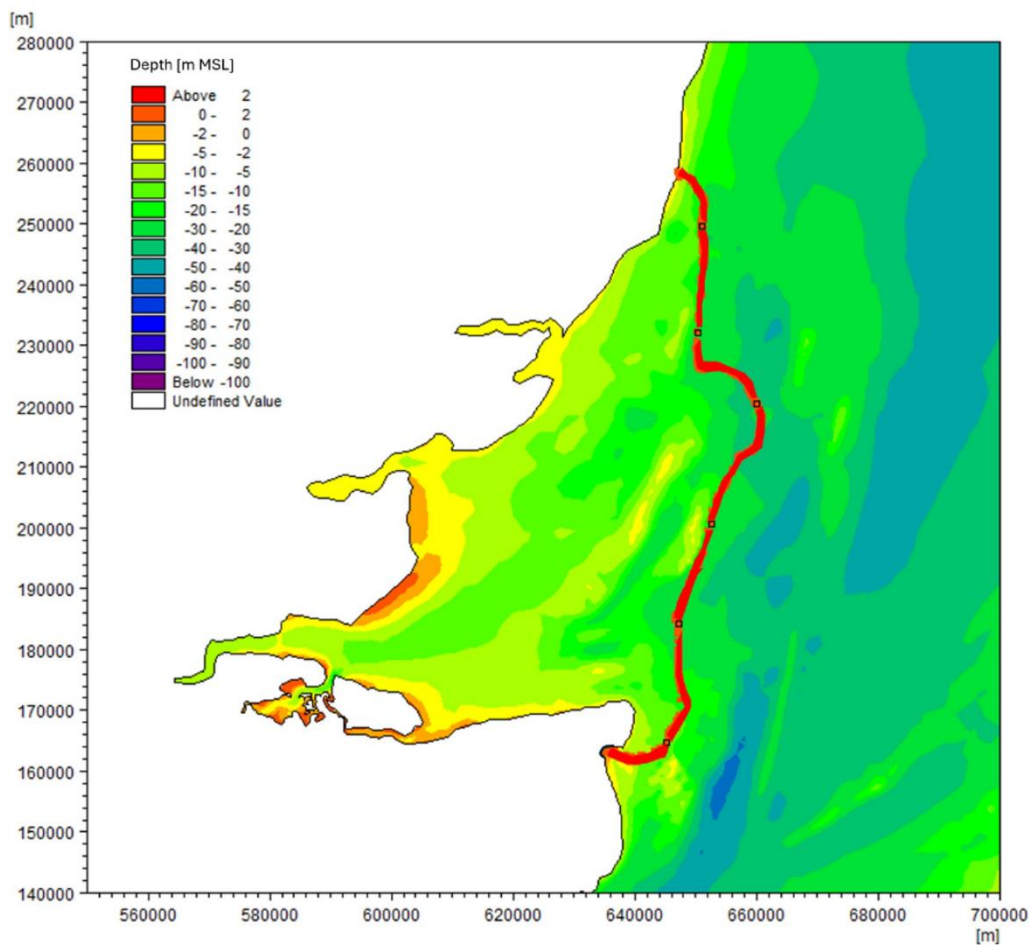 [m]
280000
270000
260000
250000
240000
230000
220000
210000
200000
190000
180000
170000
160000
150000
140000
Depth [m MSL]
Above 2
0 - 2
-2 - 0
-5 - -2
-10 - -5
-15 - -10
-20 - -15
-30 - -20
-40 - -30
-50 - -40
-60 - -50
-70 - -60
-80 - -70
-90 - -80
-100 - -90
Below -100
Undefined Value
560000 580000 600000 620000 640000 660000 680000 700000
[m]